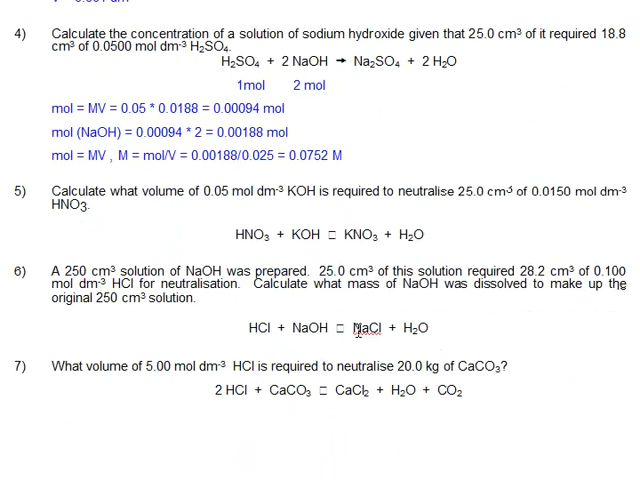 4) Calculate the concentration of a solution of sodium hydroxide given that 25.0 cm³ of it required 18.8
cm³ of 0.0500 mol dm⁻³ H₂SO₄.
H₂SO₄ + 2 NaOH → Na₂SO₄ + 2 H₂O
1mol 2 mol
mol = MV = 0.05 * 0.0188 = 0.00094 mol
mol (NaOH) = 0.00094 * 2 = 0.00188 mol
mol = MV , M = mol/V = 0.00188/0.025 = 0.0752 M
5) Calculate what volume of 0.05 mol dm⁻³ KOH is required to neutralise 25.0 cm³ of 0.0150 mol dm⁻³
HNO₃.
HNO₃ + KOH □ KNO₃ + H₂O
6) A 250 cm³ solution of NaOH was prepared. 25.0 cm³ of this solution required 28.2 cm³ of 0.100
mol dm⁻³ HCl for neutralisation. Calculate what mass of NaOH was dissolved to make up the
original 250 cm³ solution.
HCl + NaOH □ NaCl + H₂O
7) What volume of 5.00 mol dm⁻³ HCl is required to neutralise 20.0 kg of CaCO₃?
2 HCl + CaCO₃ □ CaCl₂ + H₂O + CO₂